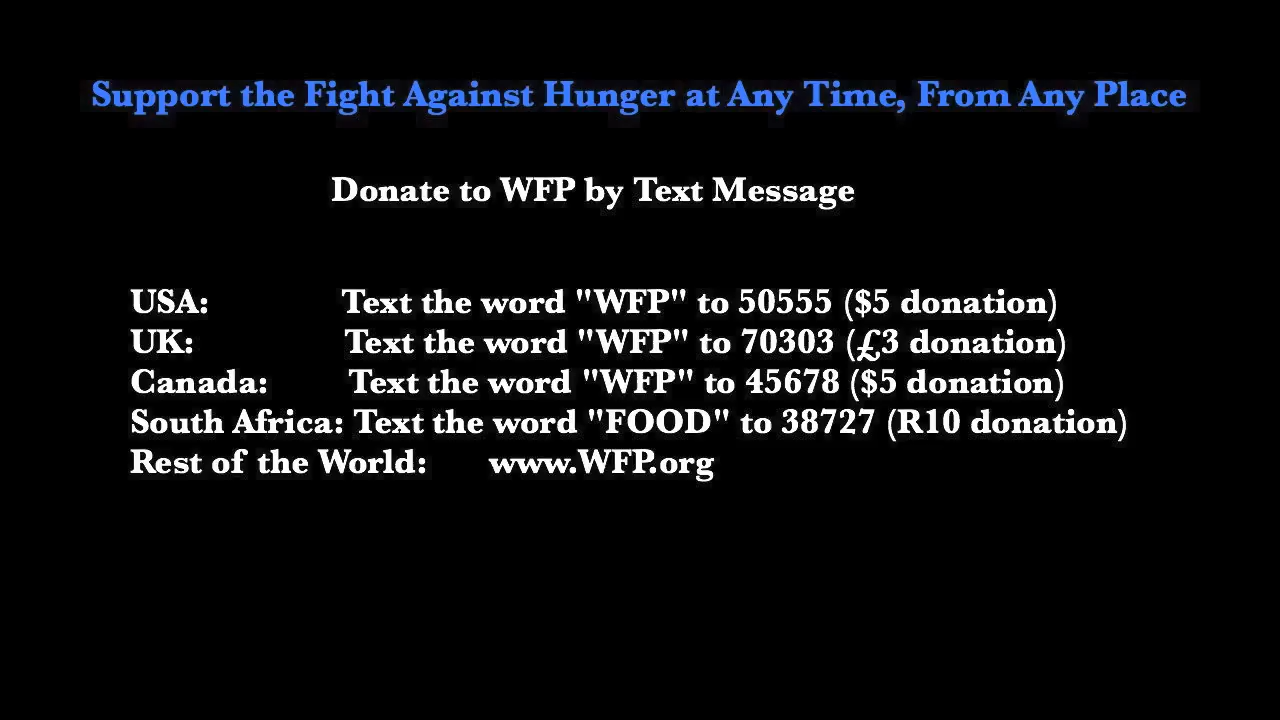 Support the Fight Against Hunger at Any Time, From Any Place
Donate to WFP by Text Message
USA: Text the word "WFP" to 50555 ($5 donation)
UK: Text the word "WFP" to 70303 (£3 donation)
Canada: Text the word "WFP" to 45678 ($5 donation)
South Africa: Text the word "FOOD" to 38727 (R10 donation)
Rest of the World: www.WFP.org